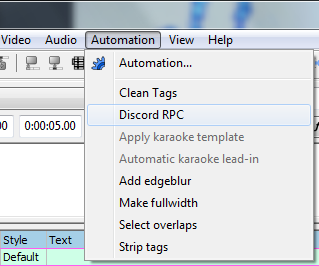 Video Audio Automation View Help
Automation...
Clean Tags
00 0:00:05.00 Discord RPC
Apply karaoke template
Automatic karaoke lead-in
Add edgeblur
Make fullwidth
Select overlaps
Style Text
Strip tags
Default